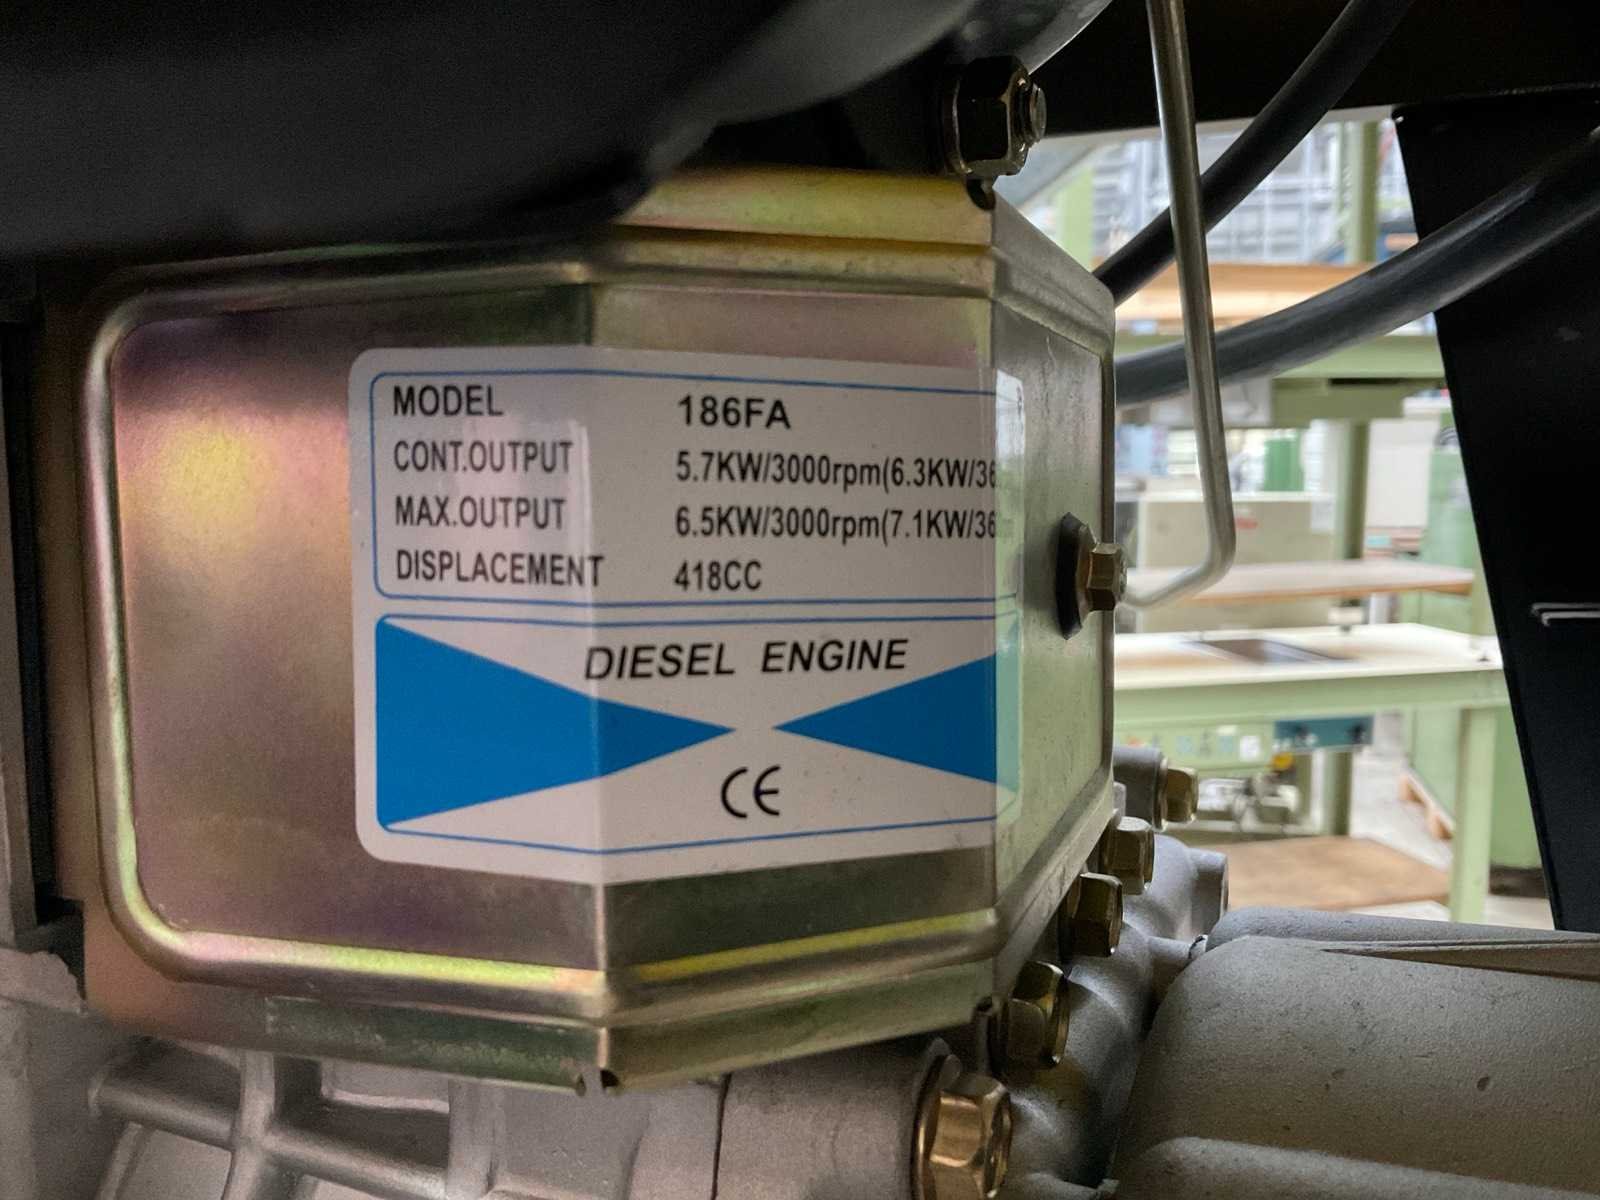 MODEL 186FA
CONT.OUTPUT 5.7KW/3000rpm(6.3KW/36
MAX.OUTPUT 6.5KW/3000rpm(7.1KW/36
DISPLACEMENT 418CC
DIESEL ENGINE
CE